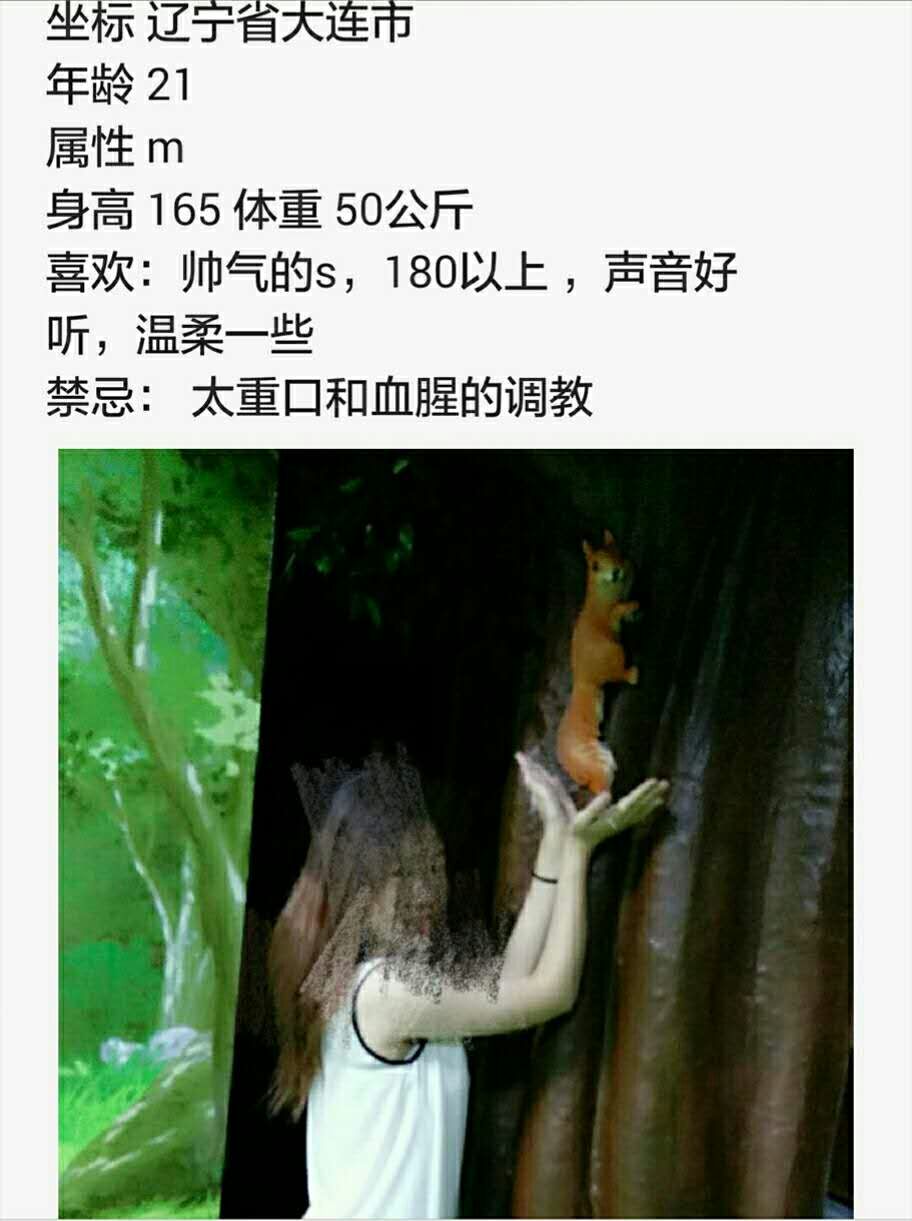 坐标 辽宁省大连市
年龄 21
属性 m
身高 165 体重 50公斤
喜欢：帅气的s，180以上 ，声音好
听，温柔一些
禁忌： 太重口和血腥的调教